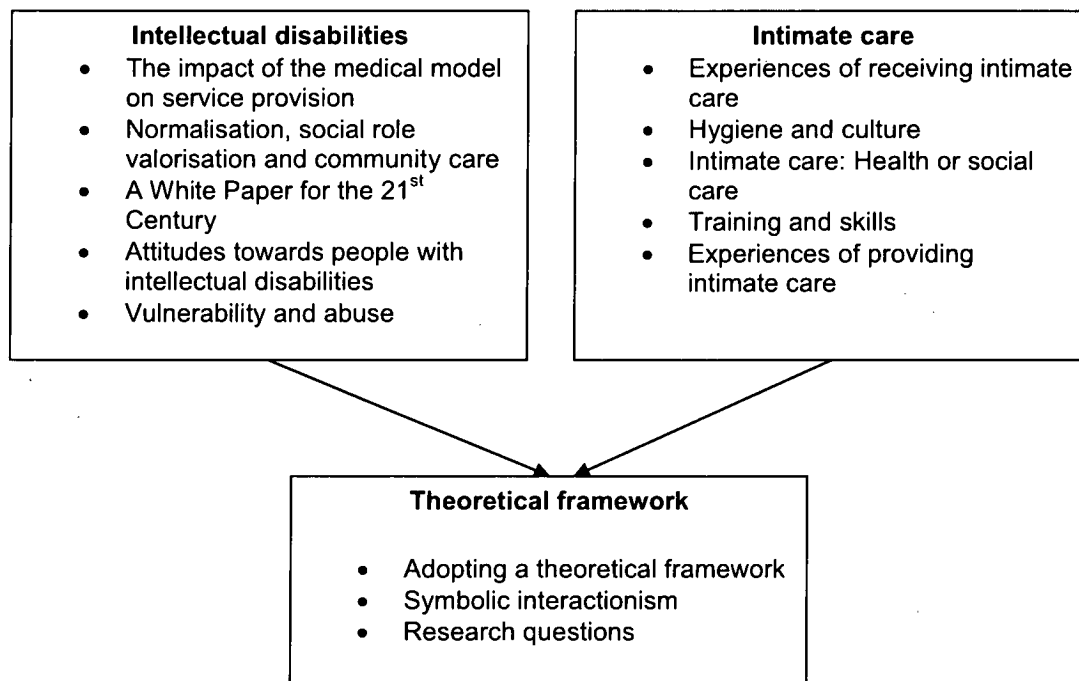 Intellectual disabilities
• The impact of the medical model
on service provision
• Normalisation, social role
valorisation and community care
• A White Paper for the 21st
Century
• Attitudes towards people with
intellectual disabilities
• Vulnerability and abuse
Intimate care
• Experiences of receiving intimate
care
• Hygiene and culture
• Intimate care: Health or social
care
• Training and skills
• Experiences of providing
intimate care
Theoretical framework
• Adopting a theoretical framework
• Symbolic interactionism
• Research questions